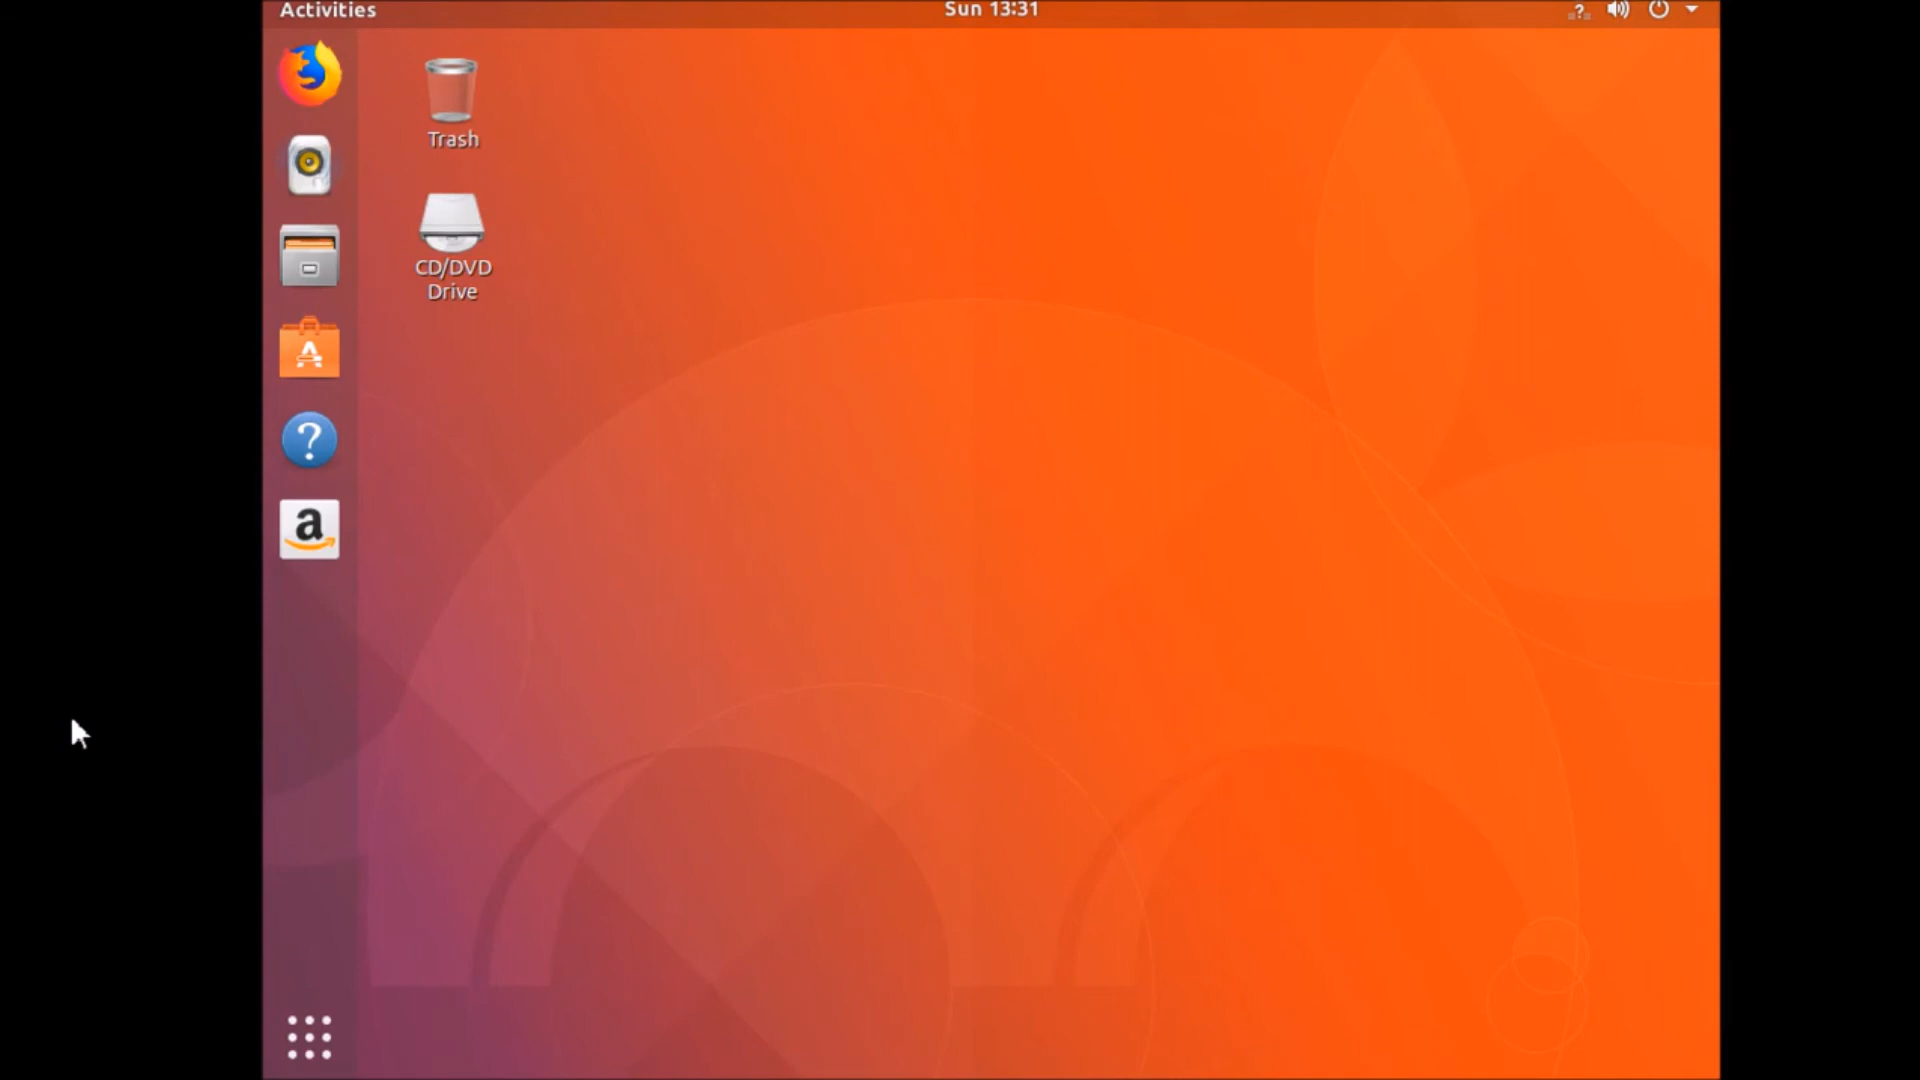 Activities
Sun 13:31
?
Trash
CD/DVD
Drive
A
?
a